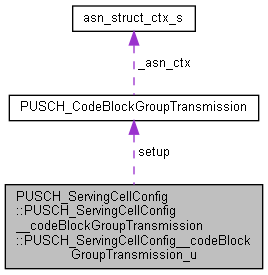 asn_struct_ctx_s
_asn_ctx
PUSCH_CodeBlockGroupTransmission
setup
PUSCH_ServingCellConfig
::PUSCH_ServingCellConfig
__codeBlockGroupTransmission
::PUSCH_ServingCellConfig__codeBlock
GroupTransmission_u